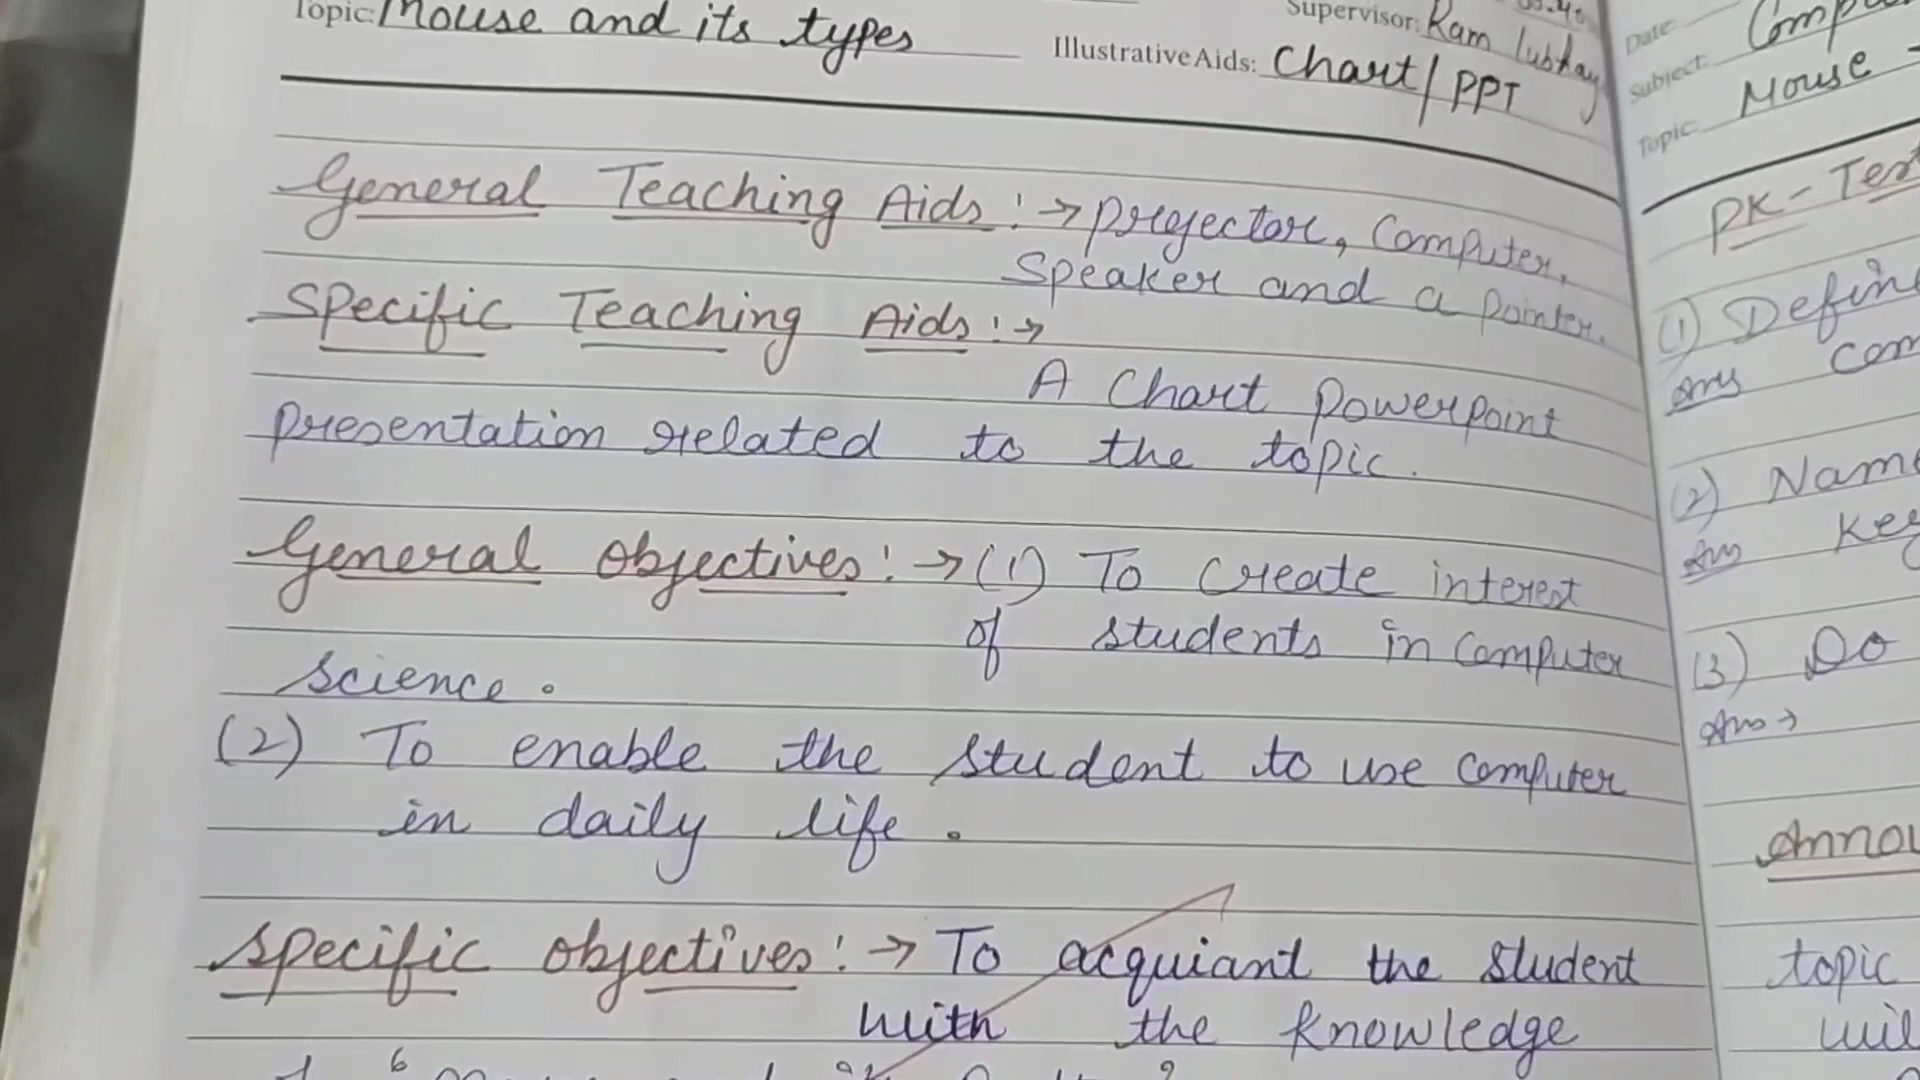 Topic: Mouse and its types
Supervisor: Ram
Illustrative Aids: Chart/PPT
General Teaching Aids :→ Projector, Computer,
Speaker and a pointer.
Specific Teaching Aids :→
A Chart Powerpoint
presentation related to the topic.
General objectives :→ (1) To create interest
of students in computer
science.
(2) To enable the student to use computer
in daily life.
Specific objectives :→ To acquiant the student
with the knowledge
Date:
Subject:
Topic: Mouse
PK-Test
(1) Define
Ans
(2) Name
Ans Key
(3) Do
Ans →
topic